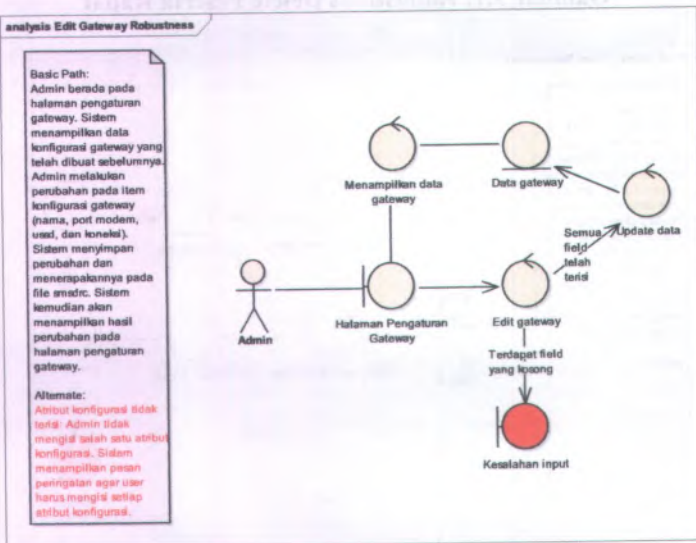 analysis Edit Gateway Robustness
Basic Path:
Admin berada pada
halaman pengaturan
gateway. Sistem
menampilkan data
konfigurasi gateway yang
telah dibuat sebelumnya.
Admin melakukan
perubahan pada item
konfigurasi gateway
(nama, port modem,
ussd, dan koneksi).
Sistem menyimpan
perubahan dan
menerapakannya pada
file smsdrc. Sistem
kemudian akan
menampilkan hasil
perubahan pada
halaman pengaturan
gateway.
Alternate:
Atribut konfigurasi tidak
terisi: Admin tidak
mengisi salah satu atribut
konfigurasi. Sistem
menampilkan pesan
peringatan agar user
harus mengisi setiap
atribut konfigurasi.
Menampilkan data
gateway
Data gateway
Update data
Semua
field
telah
terisi
Admin
Halaman Pengaturan
Gateway
Edit gateway
Terdapat field
yang kosong
Kesalahan input